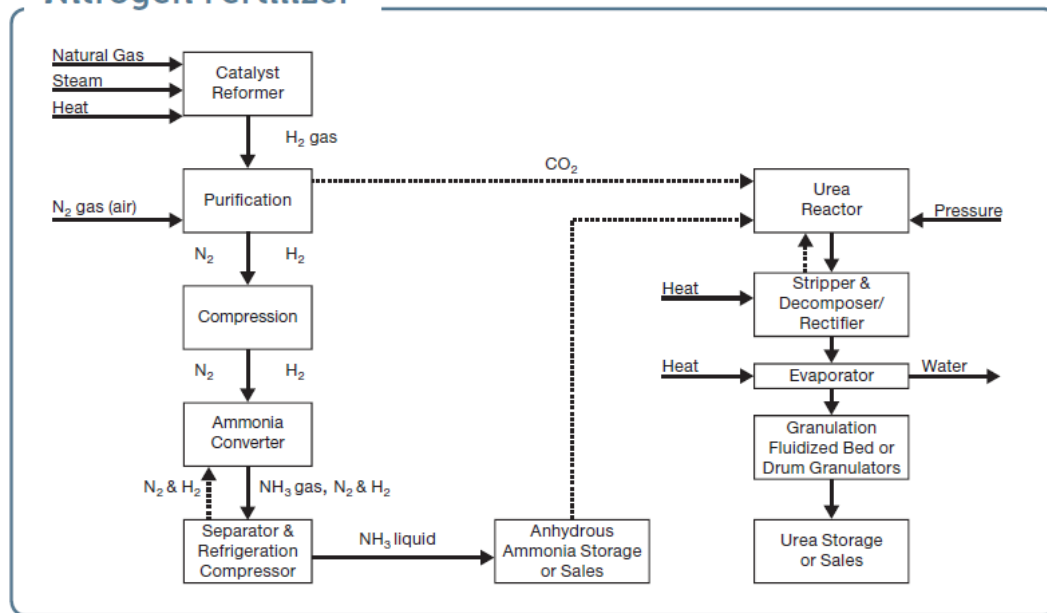 Nitrogen Fertilizer
Natural Gas
Steam
Heat
Catalyst
Reformer
H₂ gas
CO₂
N₂ gas (air)
Purification
Urea
Reactor
Pressure
N₂ H₂
Heat
Stripper &
Decomposer/
Rectifier
Compression
N₂ H₂
Heat
Evaporator
Water
Ammonia
Converter
Granulation
Fluidized Bed or
Drum Granulators
N₂ & H₂
NH₃ gas, N₂ & H₂
Separator &
Refrigeration
Compressor
NH₃ liquid
Anhydrous
Ammonia Storage
or Sales
Urea Storage
or Sales